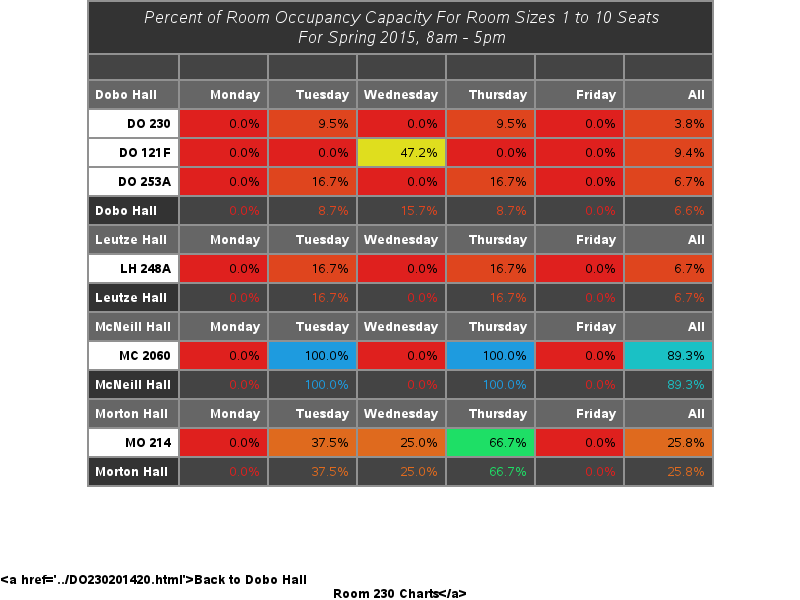 Percent of Room Occupancy Capacity For Room Sizes 1 to 10 Seats
For Spring 2015, 8am - 5pm
Dobo Hall Monday Tuesday Wednesday Thursday Friday All
DO 230 0.0% 9.5% 0.0% 9.5% 0.0% 3.8%
DO 121F 0.0% 0.0% 47.2% 0.0% 0.0% 9.4%
DO 253A 0.0% 16.7% 0.0% 16.7% 0.0% 6.7%
Dobo Hall 0.0% 8.7% 15.7% 8.7% 0.0% 6.6%
Leutze Hall Monday Tuesday Wednesday Thursday Friday All
LH 248A 0.0% 16.7% 0.0% 16.7% 0.0% 6.7%
Leutze Hall 0.0% 16.7% 0.0% 16.7% 0.0% 6.7%
McNeill Hall Monday Tuesday Wednesday Thursday Friday All
MC 2060 0.0% 100.0% 0.0% 100.0% 0.0% 89.3%
McNeill Hall 0.0% 100.0% 0.0% 100.0% 0.0% 89.3%
Morton Hall Monday Tuesday Wednesday Thursday Friday All
MO 214 0.0% 37.5% 25.0% 66.7% 0.0% 25.8%
Morton Hall 0.0% 37.5% 25.0% 66.7% 0.0% 25.8%
<a href='../DO230201420.html'>Back to Dobo Hall
Room 230 Charts</a>